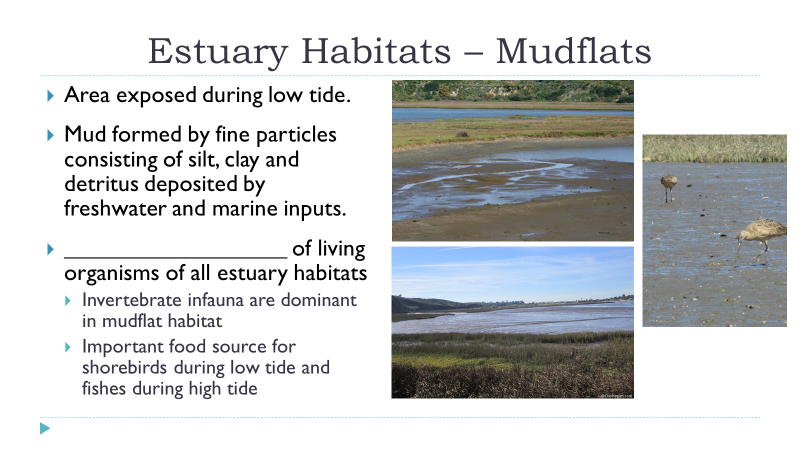 Estuary Habitats – Mudflats
Area exposed during low tide.
Mud formed by fine particles
consisting of silt, clay and
detritus deposited by
freshwater and marine inputs.
____________________ of living
organisms of all estuary habitats
Invertebrate infauna are dominant
in mudflat habitat
Important food source for
shorebirds during low tide and
fishes during high tide